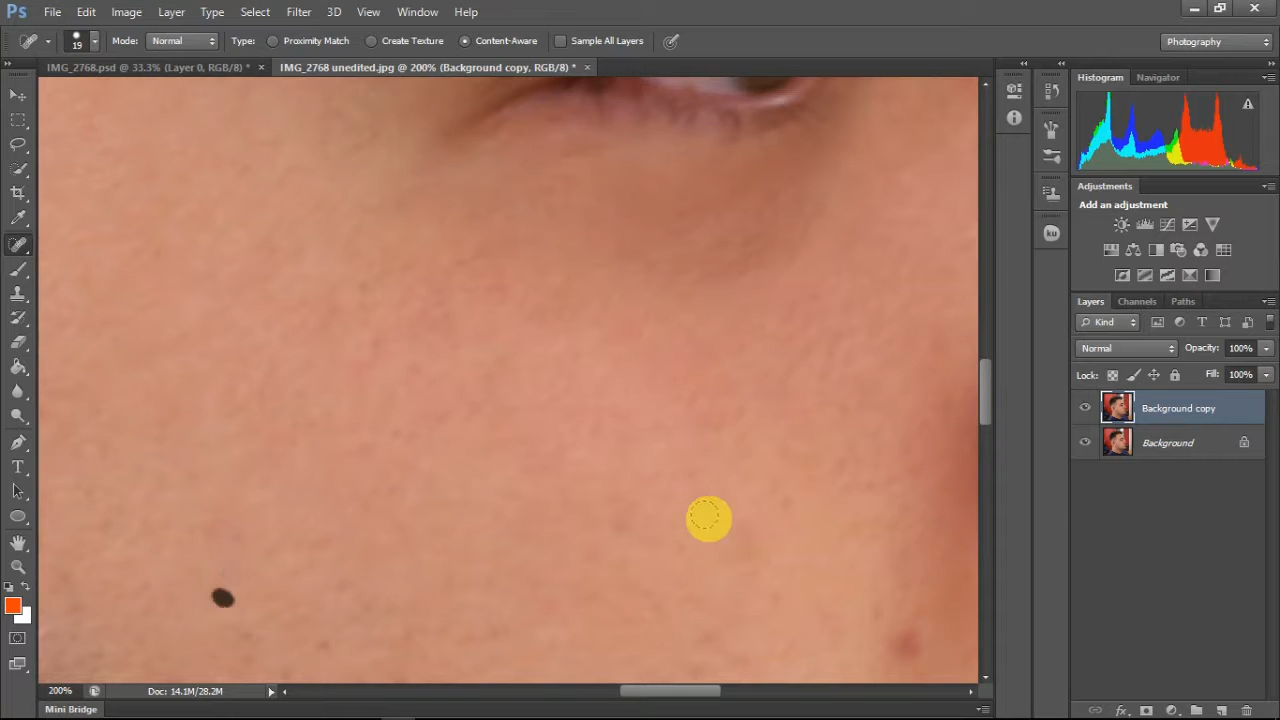 Ps File Edit Image Layer Type Select Filter 3D View Window Help
19 Mode: Normal Type: Proximity Match Create Texture Content-Aware Sample All Layers Photography
IMG_2768.psd @ 33.3% (Layer 0, RGB/8) * × IMG_2768 unedited.jpg @ 200% (Background copy, RGB/8) * ×
Histogram Navigator
Adjustments
Add an adjustment
ku
Layers Channels Paths
Kind
Normal Opacity: 100%
Lock: Fill: 100%
Background copy
Background
200% Doc: 14.1M/28.2M
Mini Bridge